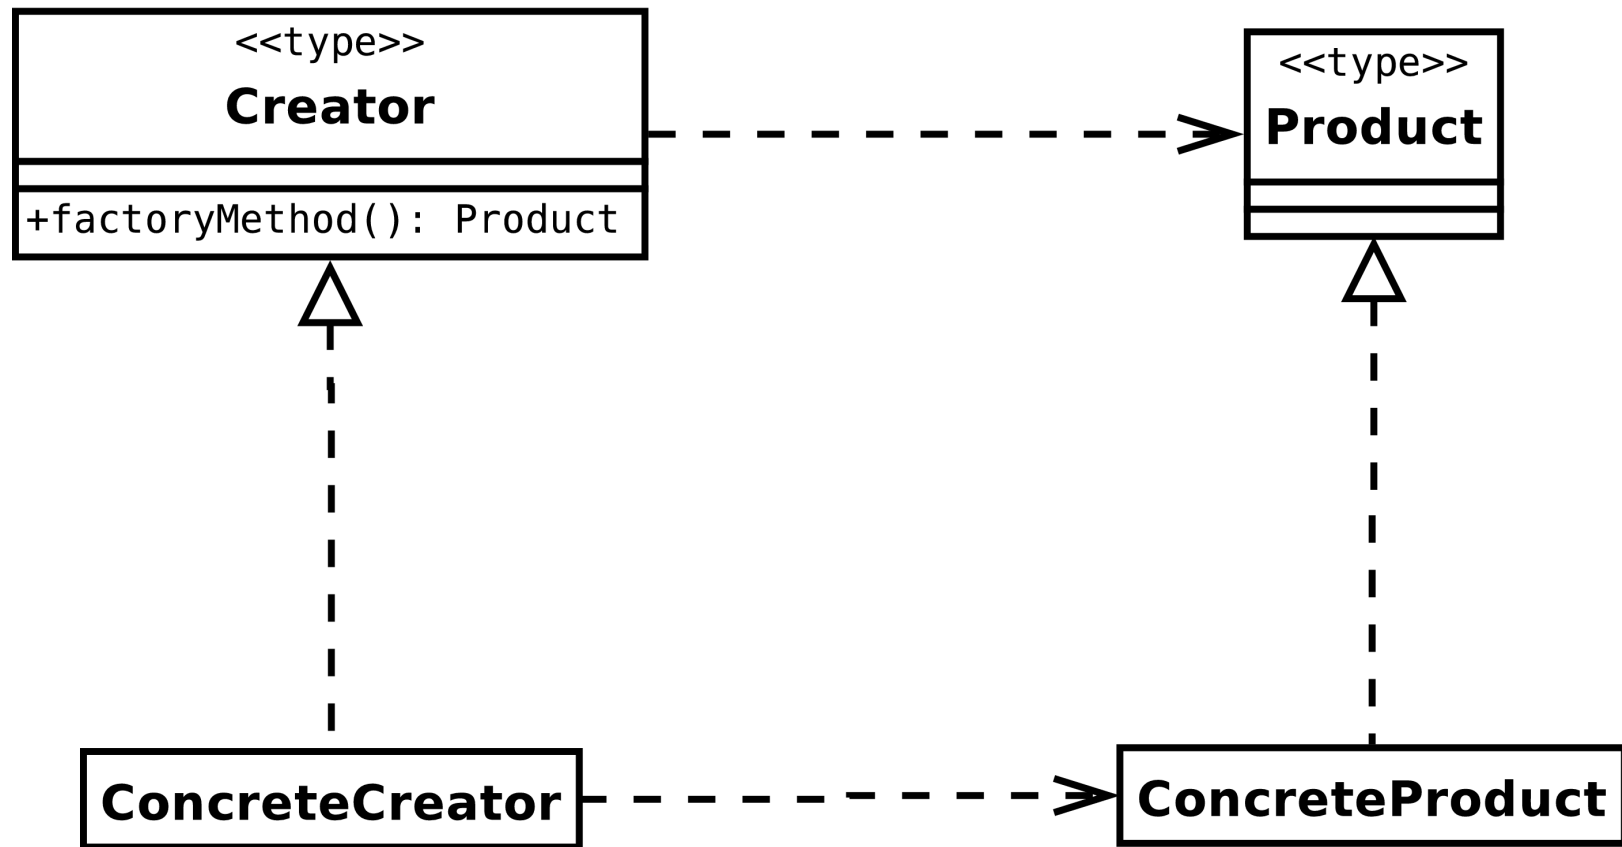 <<type>>
Creator
+factoryMethod(): Product
<<type>>
Product
ConcreteCreator
ConcreteProduct